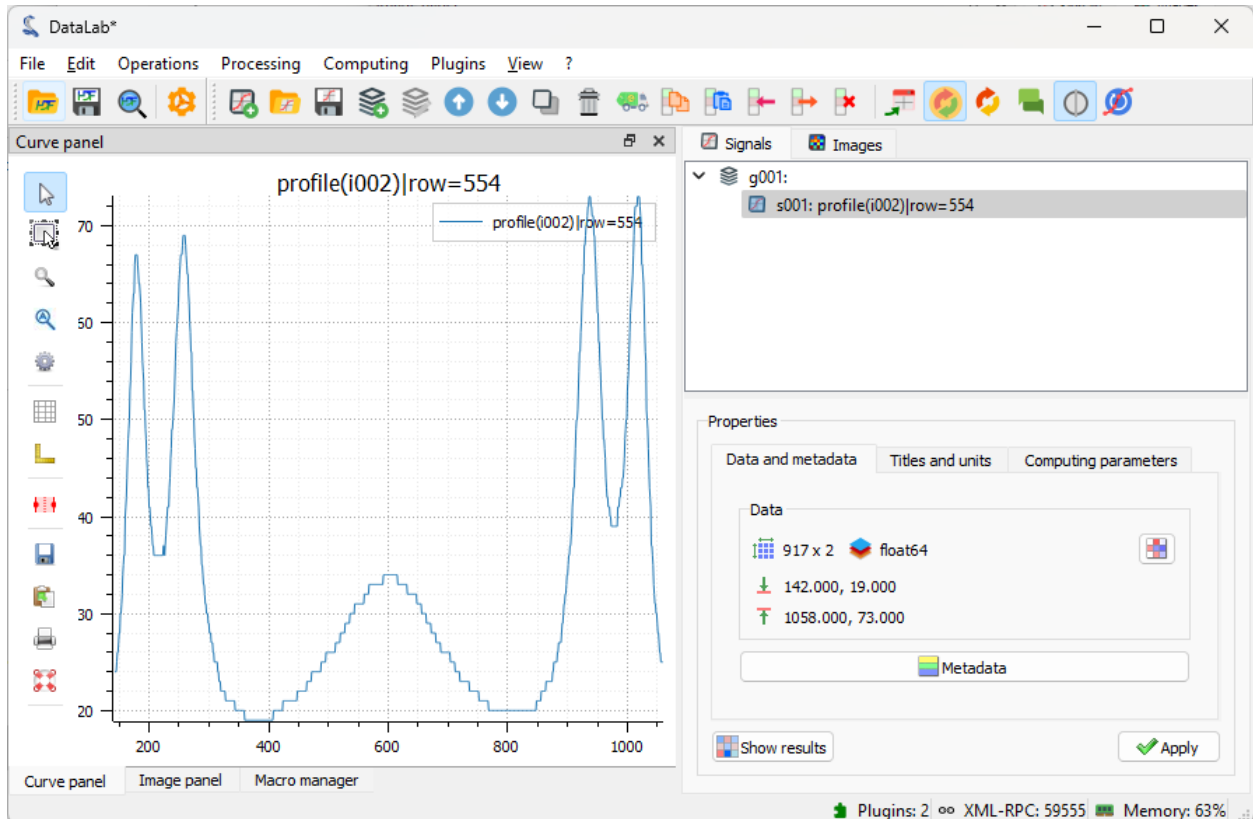 DataLab*
File Edit Operations Processing Computing Plugins View ?
Curve panel
profile(i002)|row=554
profile(i002)|row=554
70
60
50
40
30
20
200 400 600 800 1000
Curve panel Image panel Macro manager
Signals Images
g001:
s001: profile(i002)|row=554
Properties
Data and metadata Titles and units Computing parameters
Data
917 x 2 float64
142.000, 19.000
1058.000, 73.000
Metadata
Show results Apply
Plugins: 2 XML-RPC: 59555 Memory: 63%